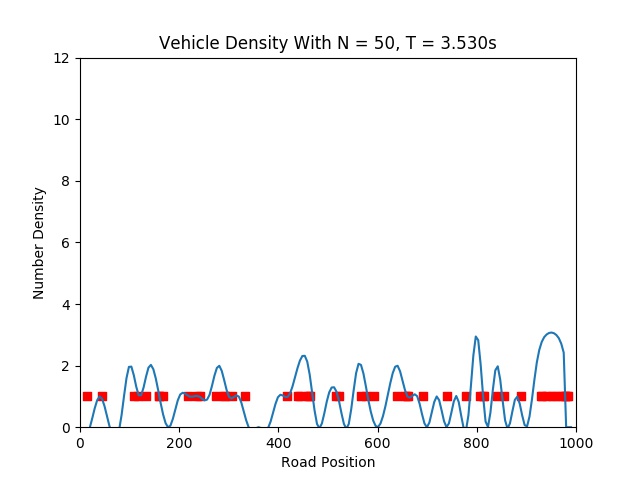 Vehicle Density With N = 50, T = 3.530s
12
10
8
6
4
2
0
Number Density
0 200 400 600 800 1000
Road Position